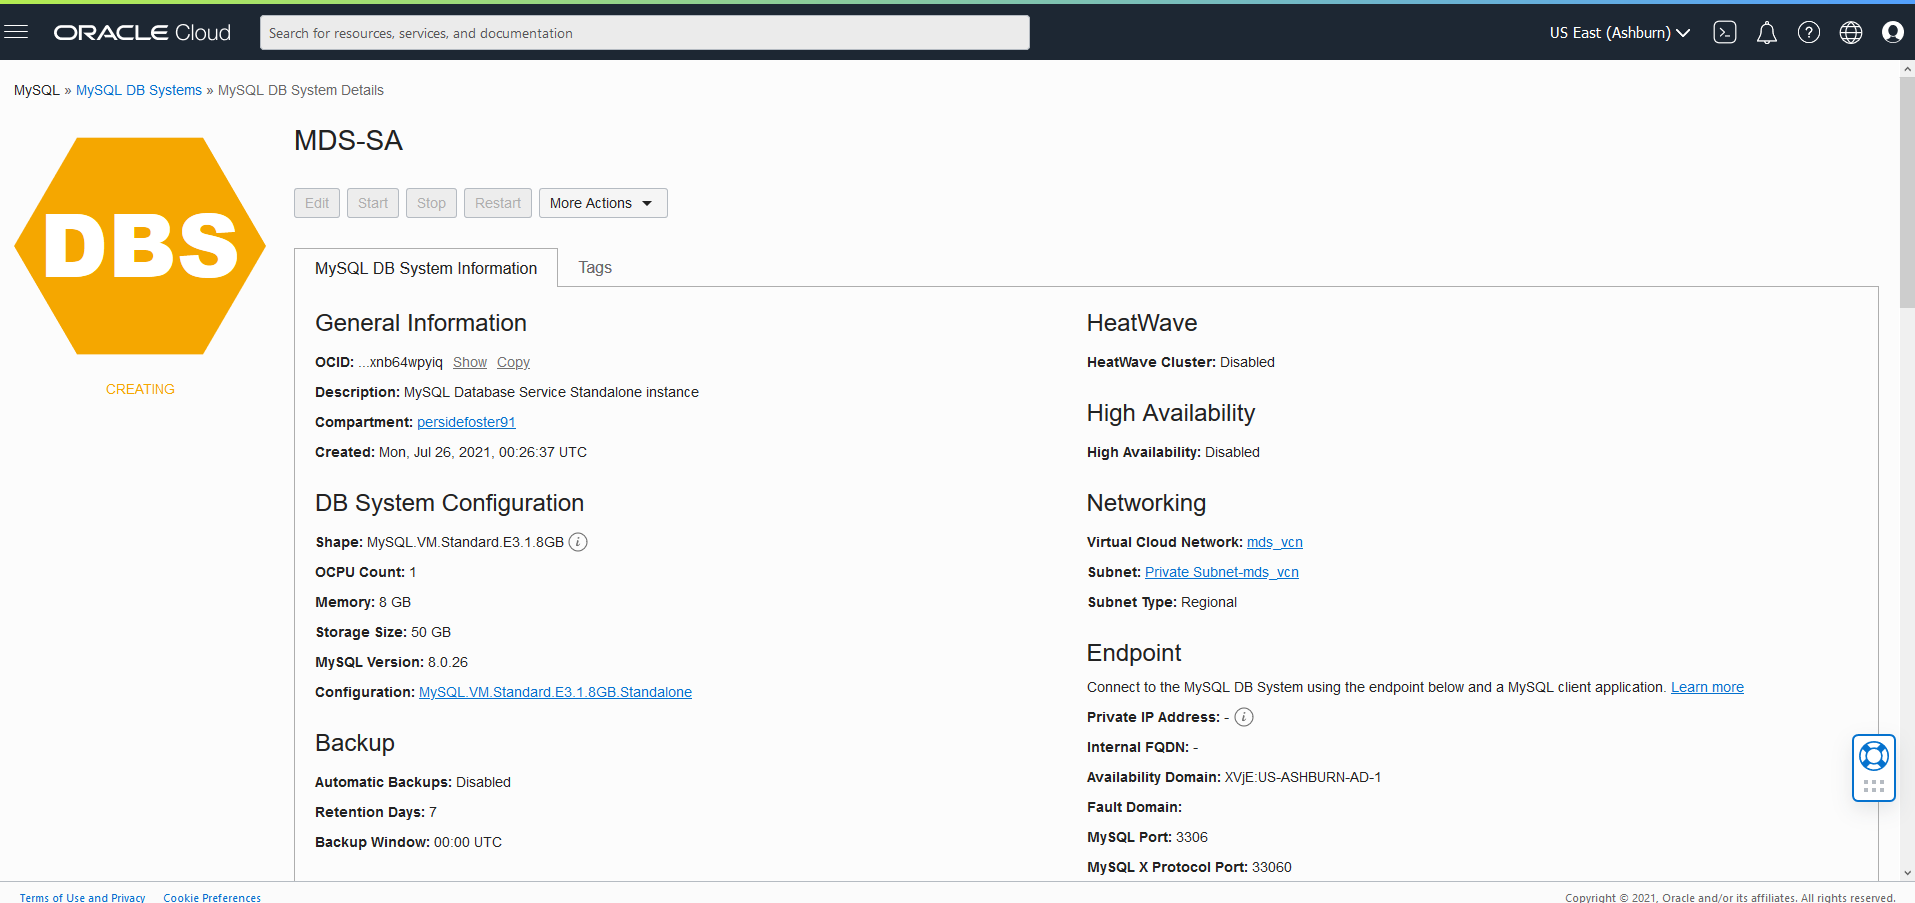 ORACLE Cloud
Search for resources, services, and documentation
US East (Ashburn)
MySQL » MySQL DB Systems » MySQL DB System Details
DBS
CREATING
MDS-SA
Edit Start Stop Restart More Actions
MySQL DB System Information Tags
General Information
OCID: ...xnb64wpyiq Show Copy
Description: MySQL Database Service Standalone instance
Compartment: persidefoster91
Created: Mon, Jul 26, 2021, 00:26:37 UTC
DB System Configuration
Shape: MySQL.VM.Standard.E3.1.8GB
OCPU Count: 1
Memory: 8 GB
Storage Size: 50 GB
MySQL Version: 8.0.26
Configuration: MySQL.VM.Standard.E3.1.8GB.Standalone
Backup
Automatic Backups: Disabled
Retention Days: 7
Backup Window: 00:00 UTC
HeatWave
HeatWave Cluster: Disabled
High Availability
High Availability: Disabled
Networking
Virtual Cloud Network: mds_vcn
Subnet: Private Subnet-mds_vcn
Subnet Type: Regional
Endpoint
Connect to the MySQL DB System using the endpoint below and a MySQL client application. Learn more
Private IP Address: -
Internal FQDN: -
Availability Domain: XVjE:US-ASHBURN-AD-1
Fault Domain:
MySQL Port: 3306
MySQL X Protocol Port: 33060
Terms of Use and Privacy Cookie Preferences
Copyright © 2021, Oracle and/or its affiliates. All rights reserved.